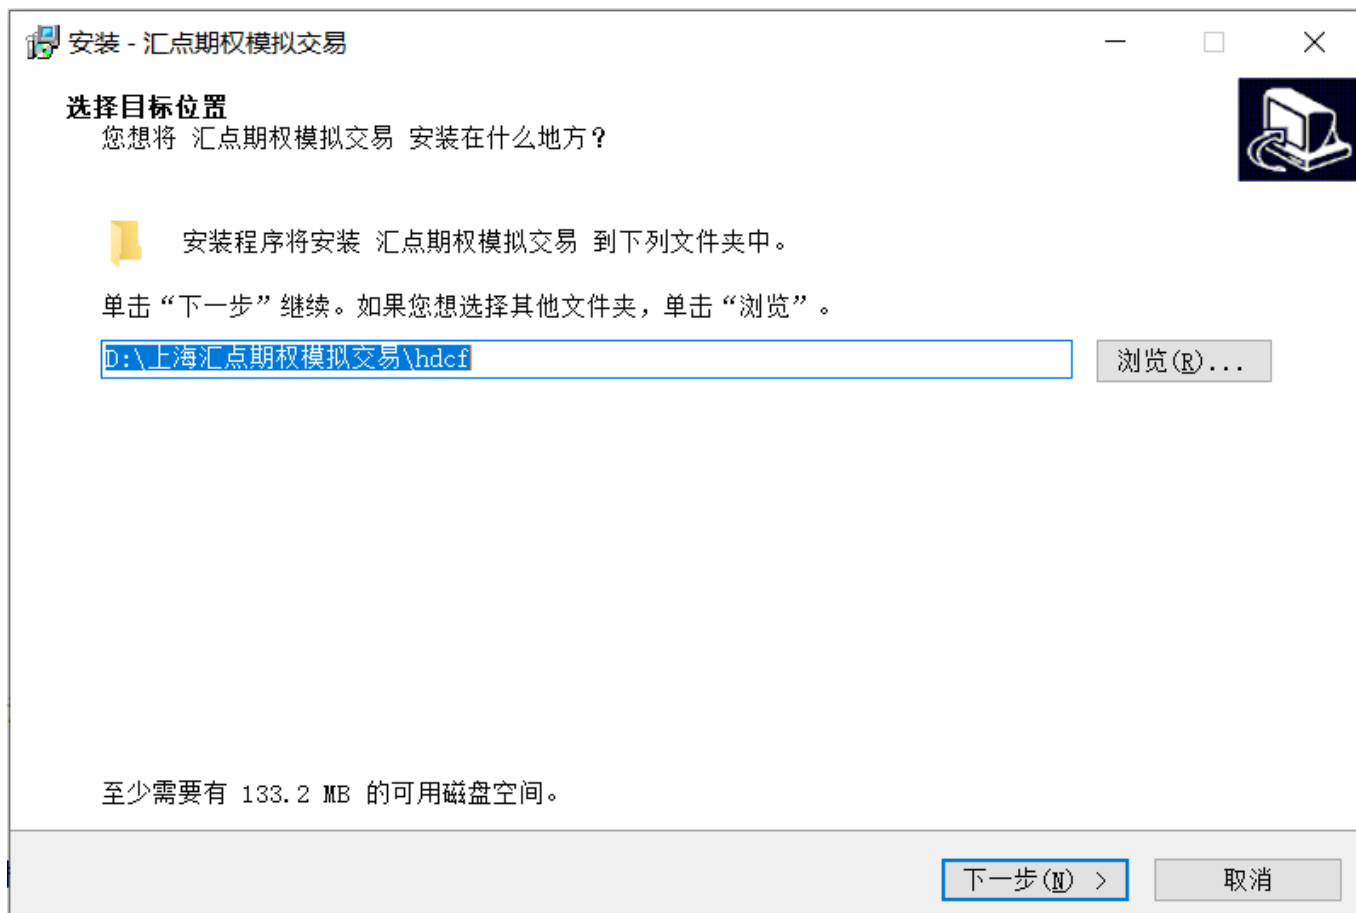 安装 - 汇点期权模拟交易
选择目标位置
您想将 汇点期权模拟交易 安装在什么地方？
安装程序将安装 汇点期权模拟交易 到下列文件夹中。
单击“下一步”继续。如果您想选择其他文件夹，单击“浏览”。
D:\上海汇点期权模拟交易\hdcf
浏览(R)...
至少需要有 133.2 MB 的可用磁盘空间。
下一步(N) >
取消